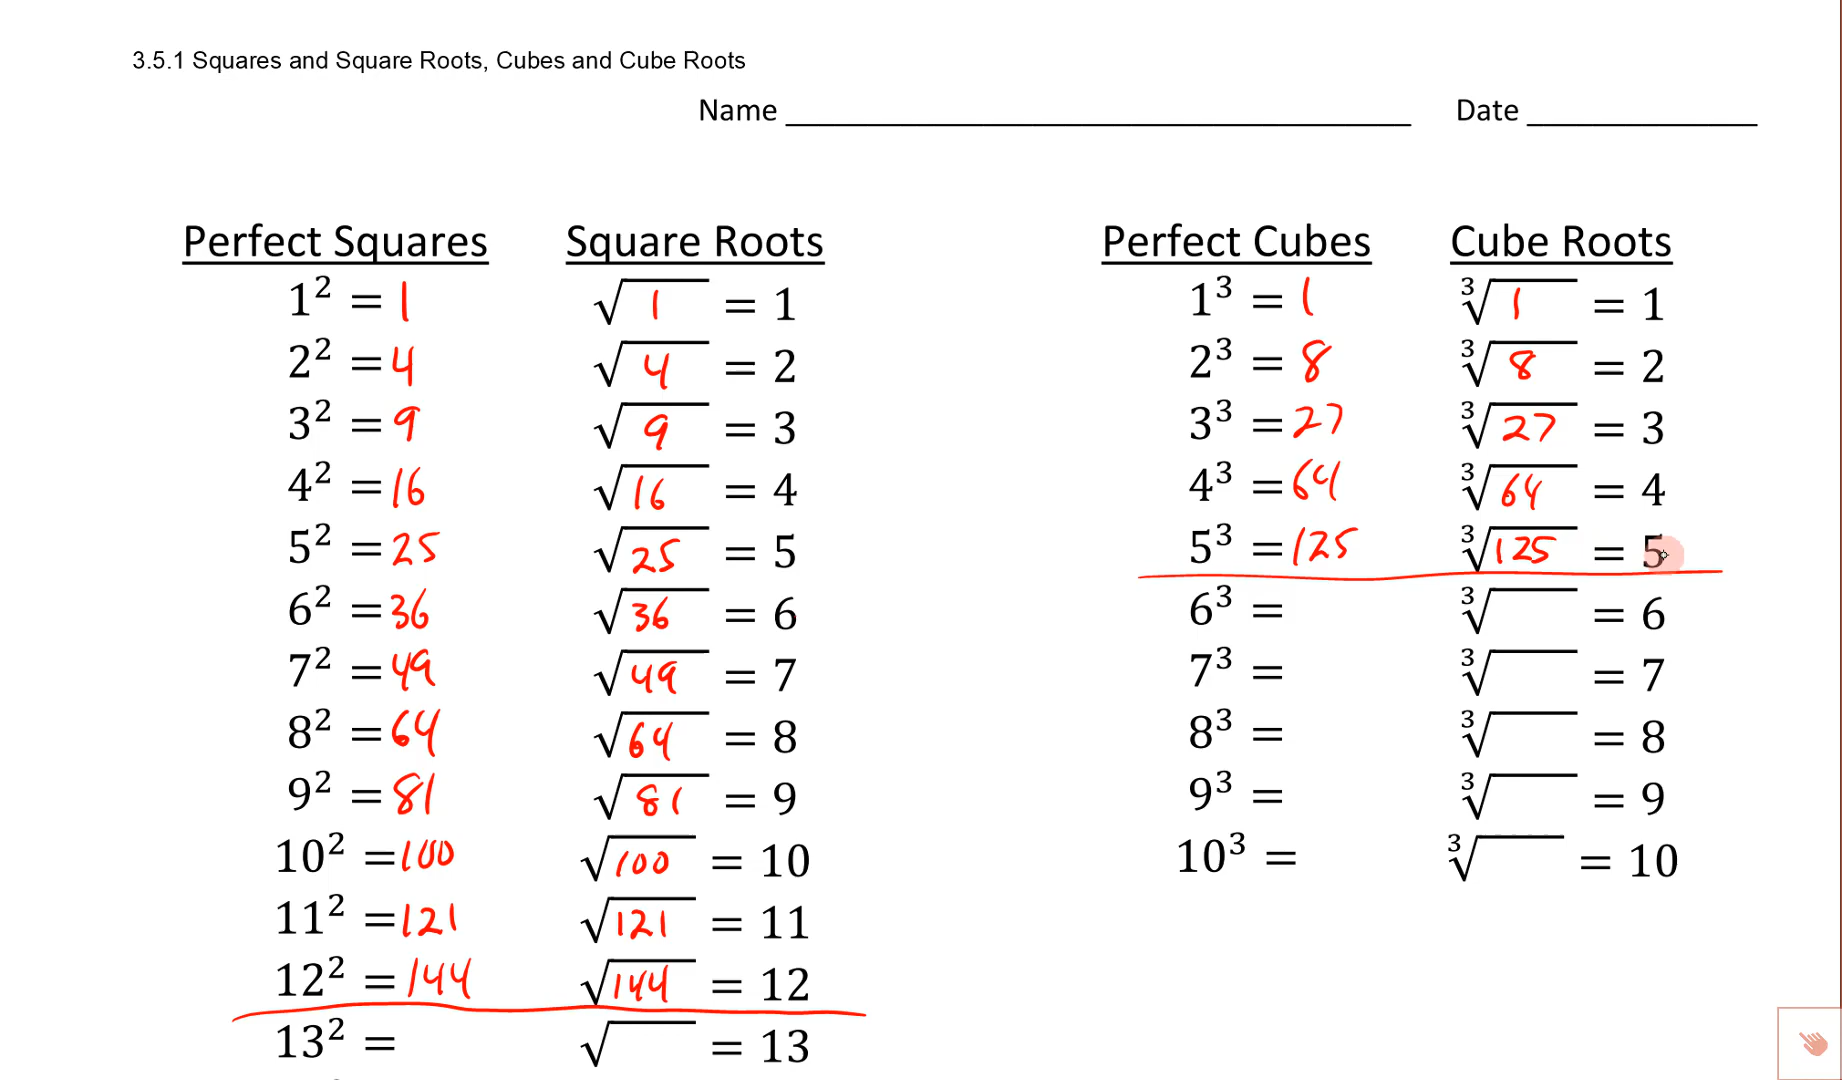 3.5.1 Squares and Square Roots, Cubes and Cube Roots
Name ____ Date ____
Perfect Squares Square Roots Perfect Cubes Cube Roots
1² = 1 √1 = 1 1³ = 1 ∛1 = 1
2² = 4 √4 = 2 2³ = 8 ∛8 = 2
3² = 9 √9 = 3 3³ = 27 ∛27 = 3
4² = 16 √16 = 4 4³ = 64 ∛64 = 4
5² = 25 √25 = 5 5³ = 125 ∛125 = 5
6² = 36 √36 = 6 6³ = ∛ = 6
7² = 49 √49 = 7 7³ = ∛ = 7
8² = 64 √64 = 8 8³ = ∛ = 8
9² = 81 √81 = 9 9³ = ∛ = 9
10² = 100 √100 = 10 10³ = ∛ = 10
11² = 121 √121 = 11
12² = 144 √144 = 12
13² = √ = 13